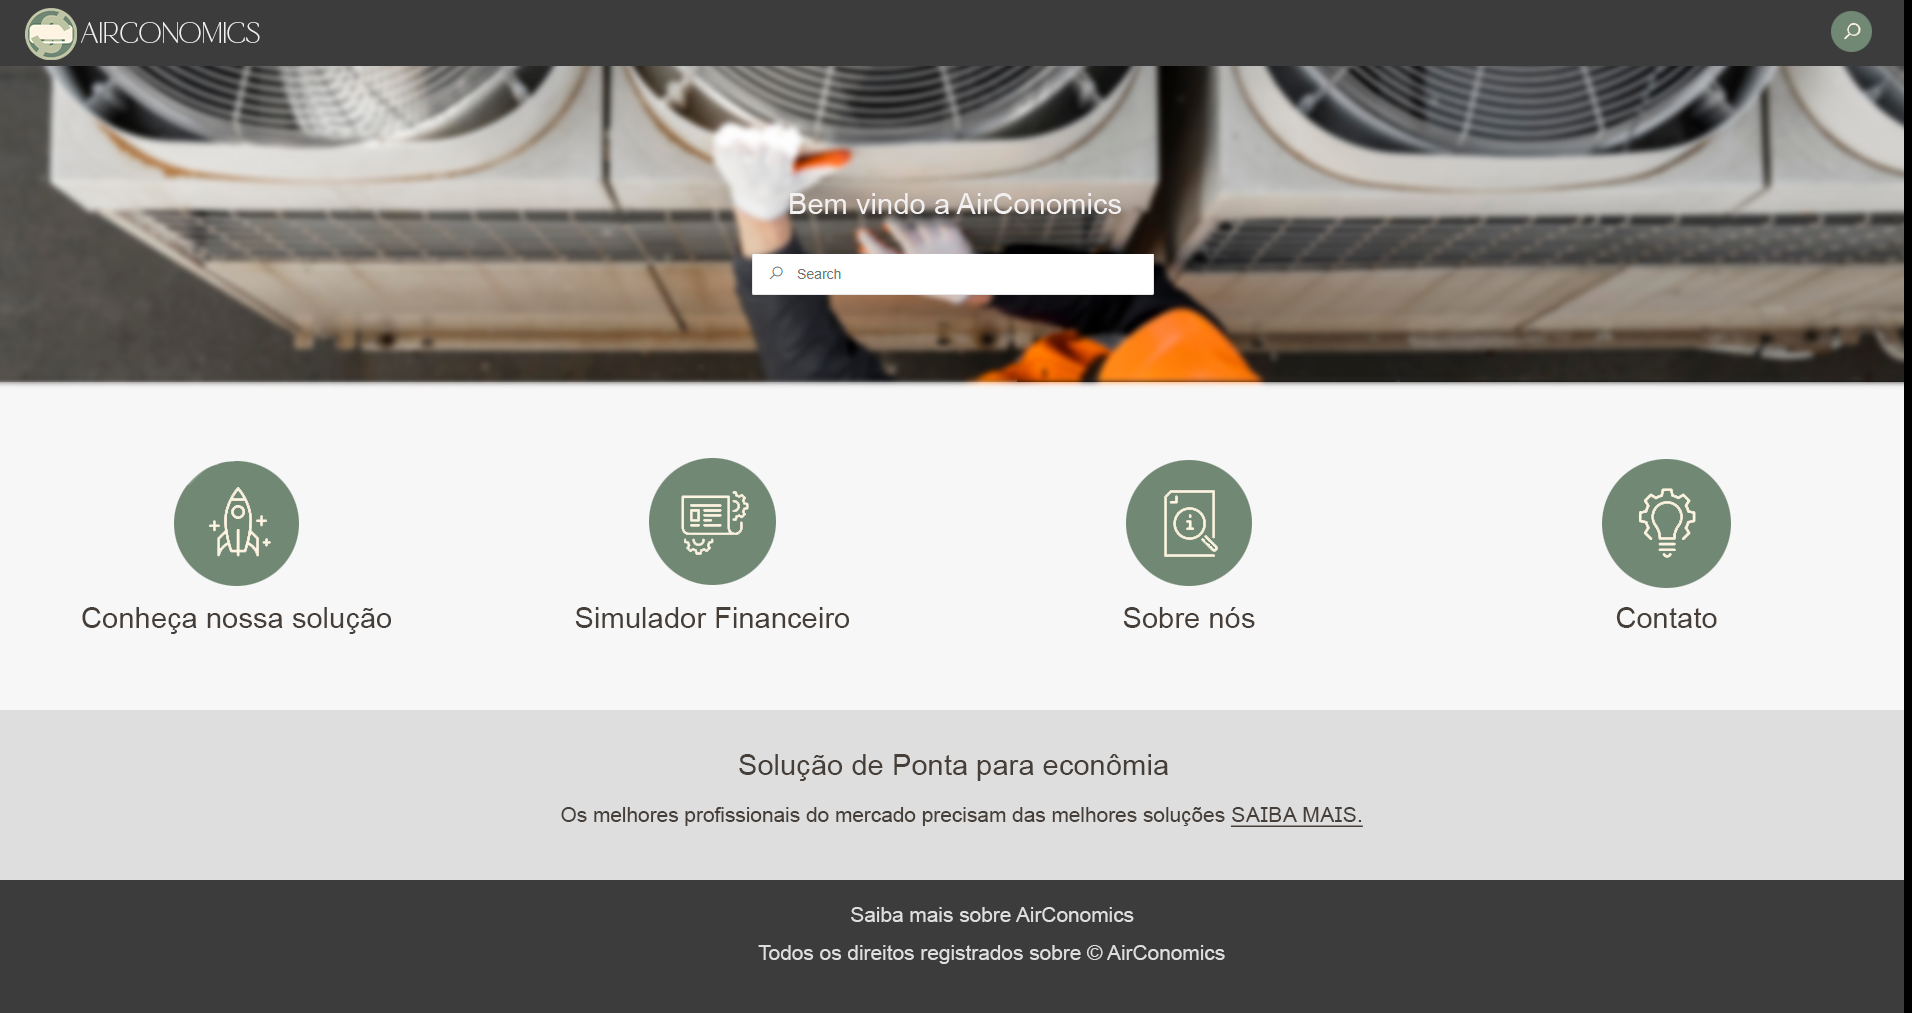 AIRCONOMICS
Bem vindo a AirConomics
Search
Conheça nossa solução
Simulador Financeiro
Sobre nós
Contato
Solução de Ponta para econômia
Os melhores profissionais do mercado precisam das melhores soluções SAIBA MAIS.
Saiba mais sobre AirConomics
Todos os direitos registrados sobre © AirConomics